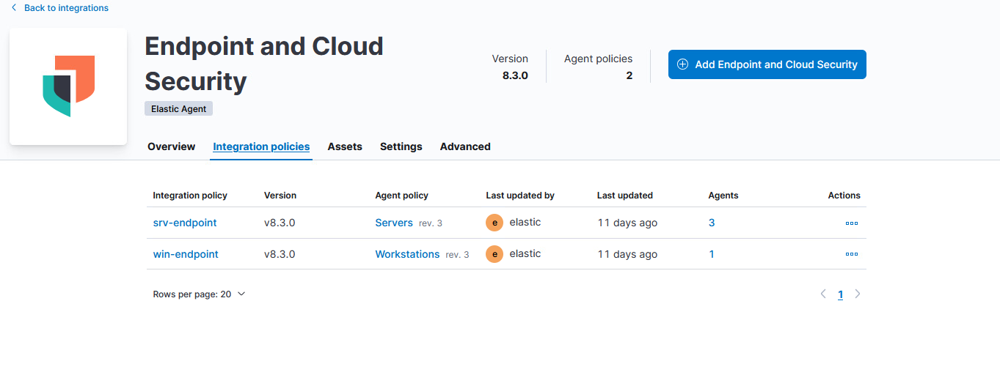 Back to integrations
Endpoint and Cloud
Security
Elastic Agent
Version
8.3.0
Agent policies
2
Add Endpoint and Cloud Security
Overview Integration policies Assets Settings Advanced
Integration policy Version Agent policy Last updated by Last updated Agents Actions
srv-endpoint v8.3.0 Servers rev. 3 e elastic 11 days ago 3
win-endpoint v8.3.0 Workstations rev. 3 e elastic 11 days ago 1
Rows per page: 20 1